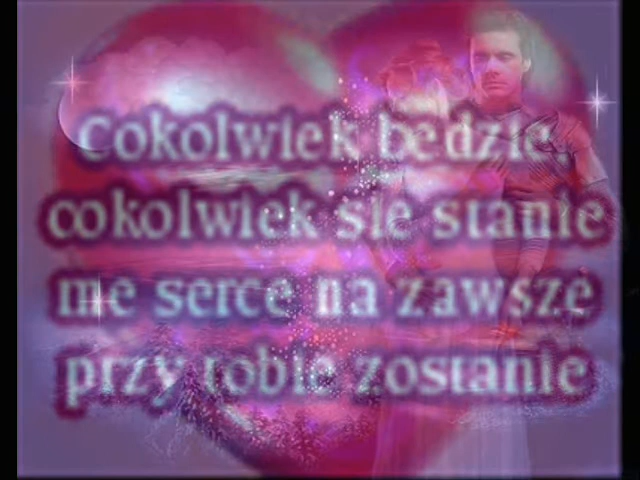 Cokolwiek będzie
cokolwiek się stanie
me serce na zawsze
przy tobie zostanie